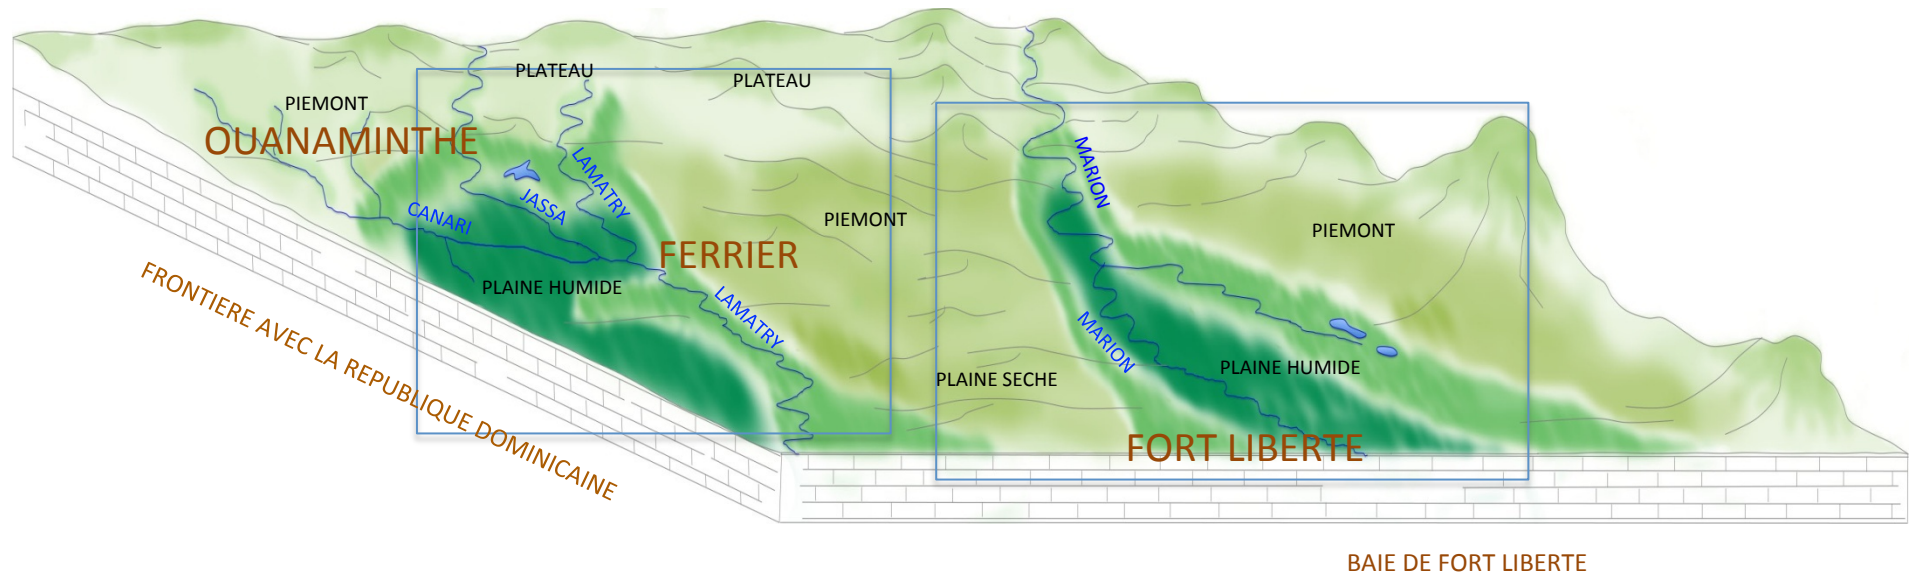 PLATEAU
PLATEAU
PIEMONT
OUANAMINTHE
LAMATRY
MARION
JASSA
CANARI
PIEMONT
PIEMONT
FERRIER
PLAINE HUMIDE
LAMATRY
MARION
FRONTIERE AVEC LA REPUBLIQUE DOMINICAINE
PLAINE SECHE
PLAINE HUMIDE
FORT LIBERTE
BAIE DE FORT LIBERTE